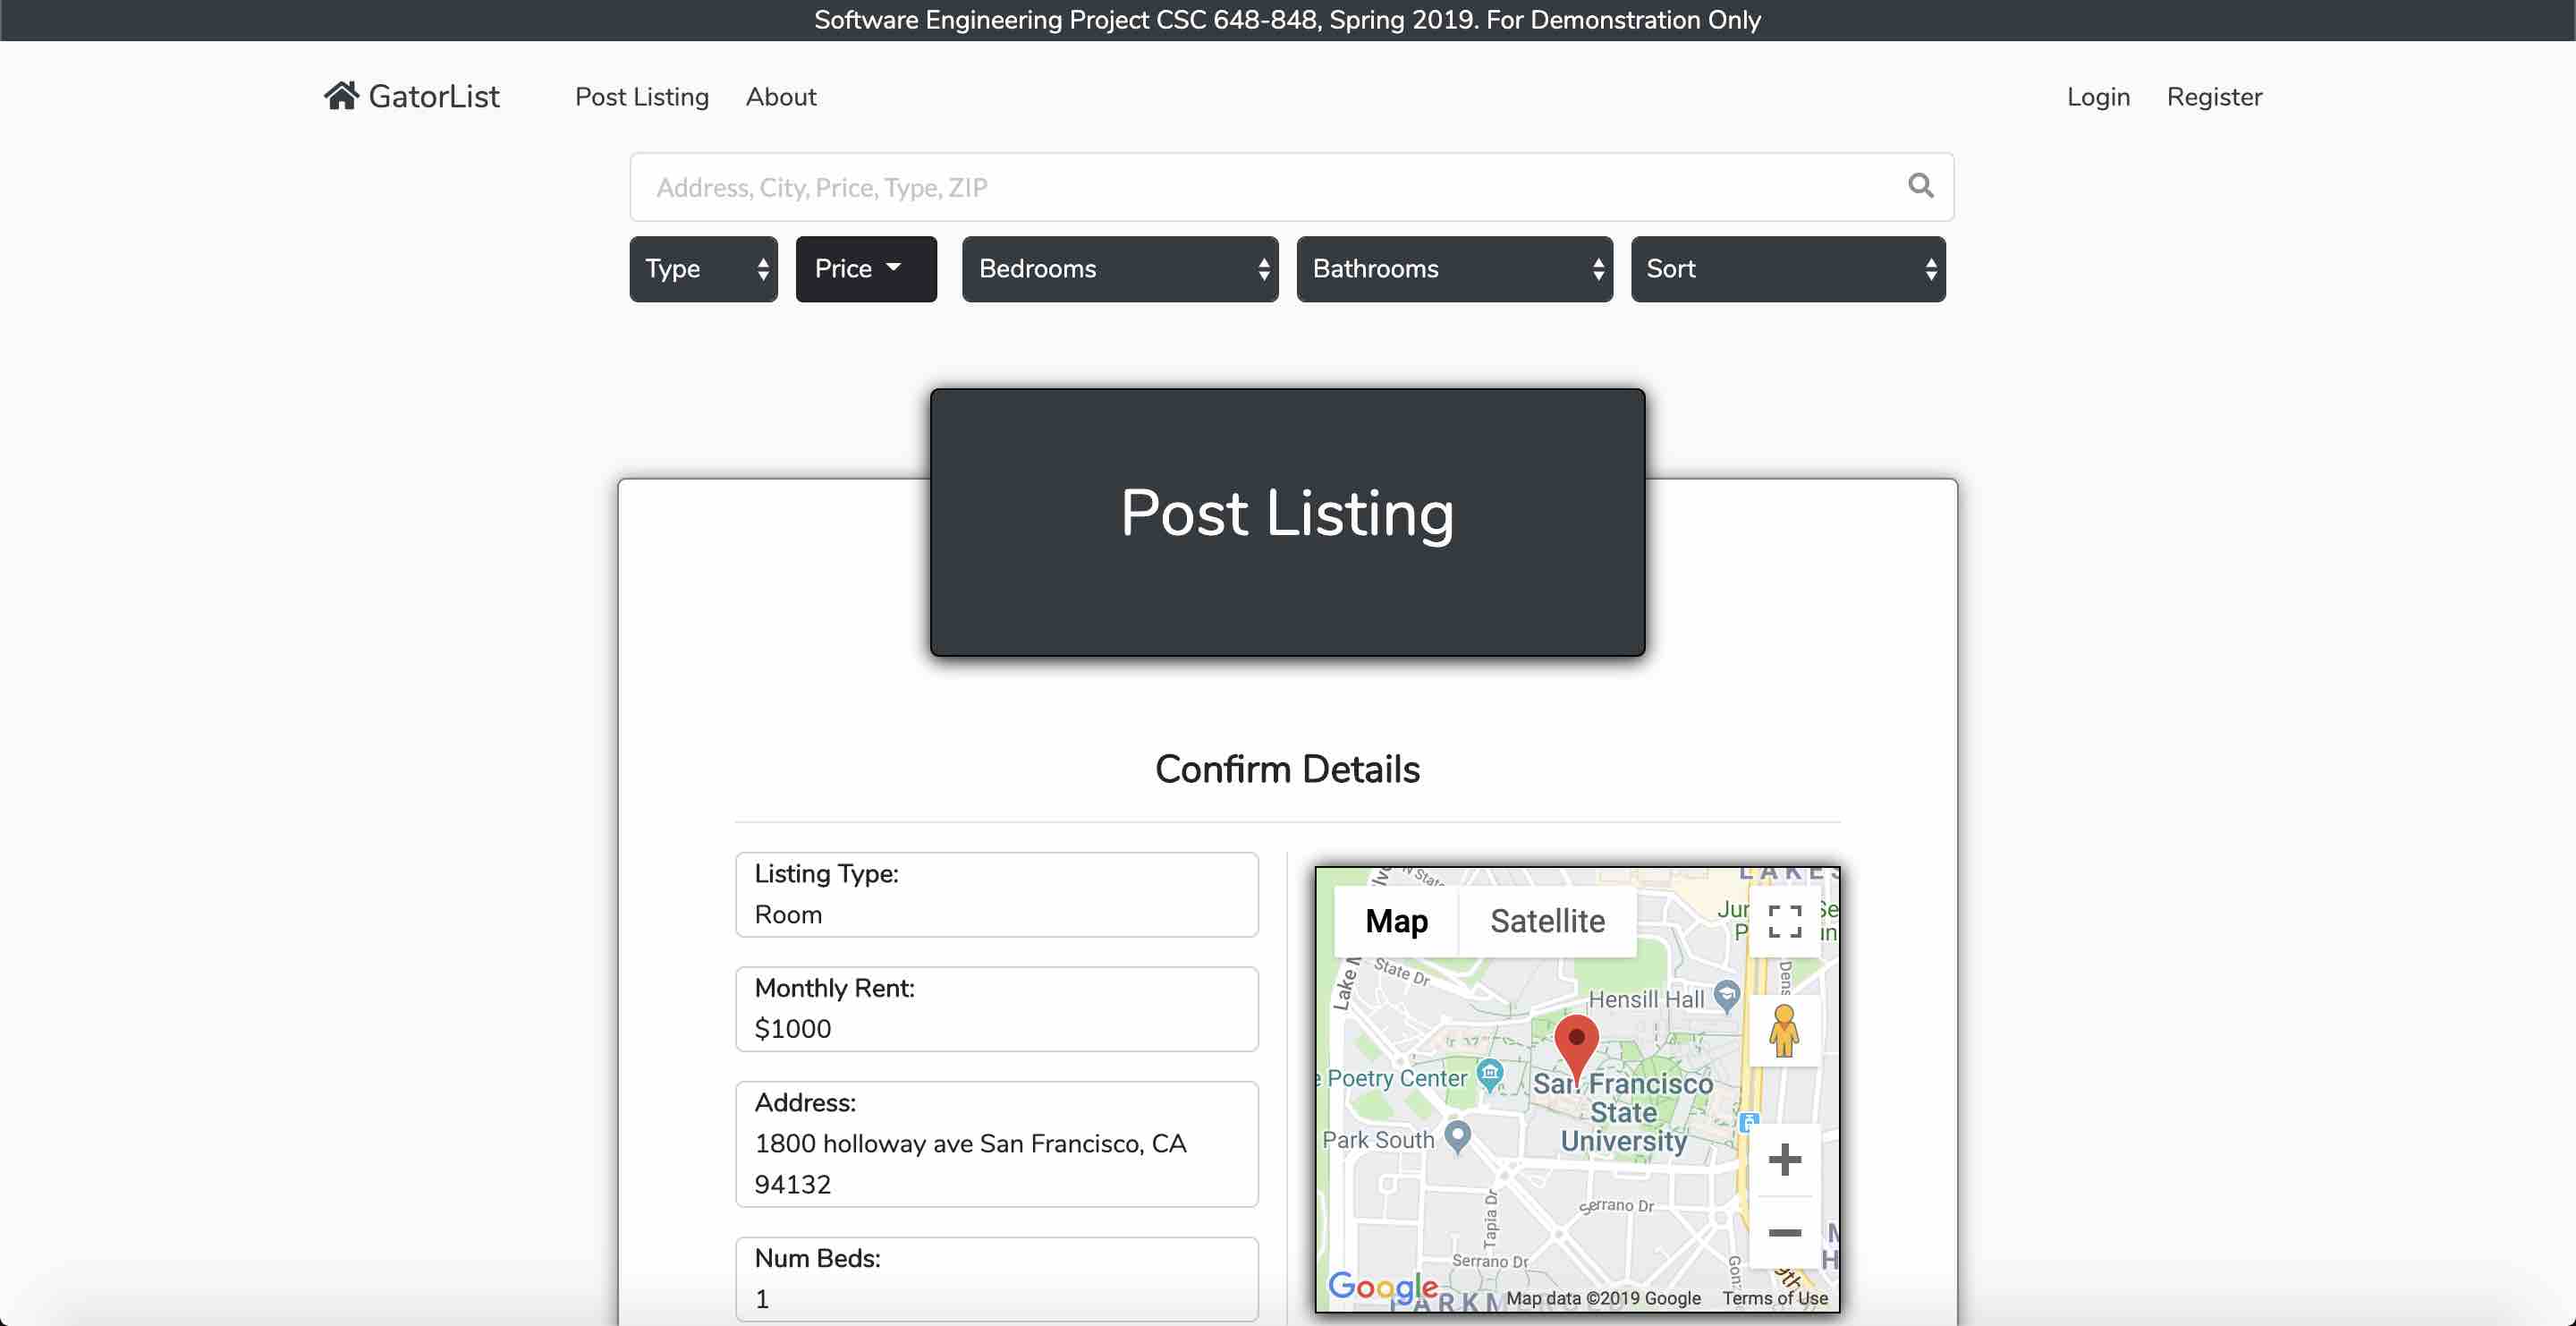 Software Engineering Project CSC 648-848, Spring 2019. For Demonstration Only
GatorList
Post Listing
About
Login
Register
Address, City, Price, Type, ZIP
Type
Price
Bedrooms
Bathrooms
Sort
Post Listing
Confirm Details
Listing Type:
Room
Monthly Rent:
$1000
Address:
1800 holloway ave San Francisco, CA
94132
Num Beds:
1
Map
Satellite
State Dr
Hensill Hall
Poetry Center
San Francisco
State
University
Park South
Tapia Dr
Serrano Dr
Serrano Dr
Google
Map data ©2019 Google
Terms of Use